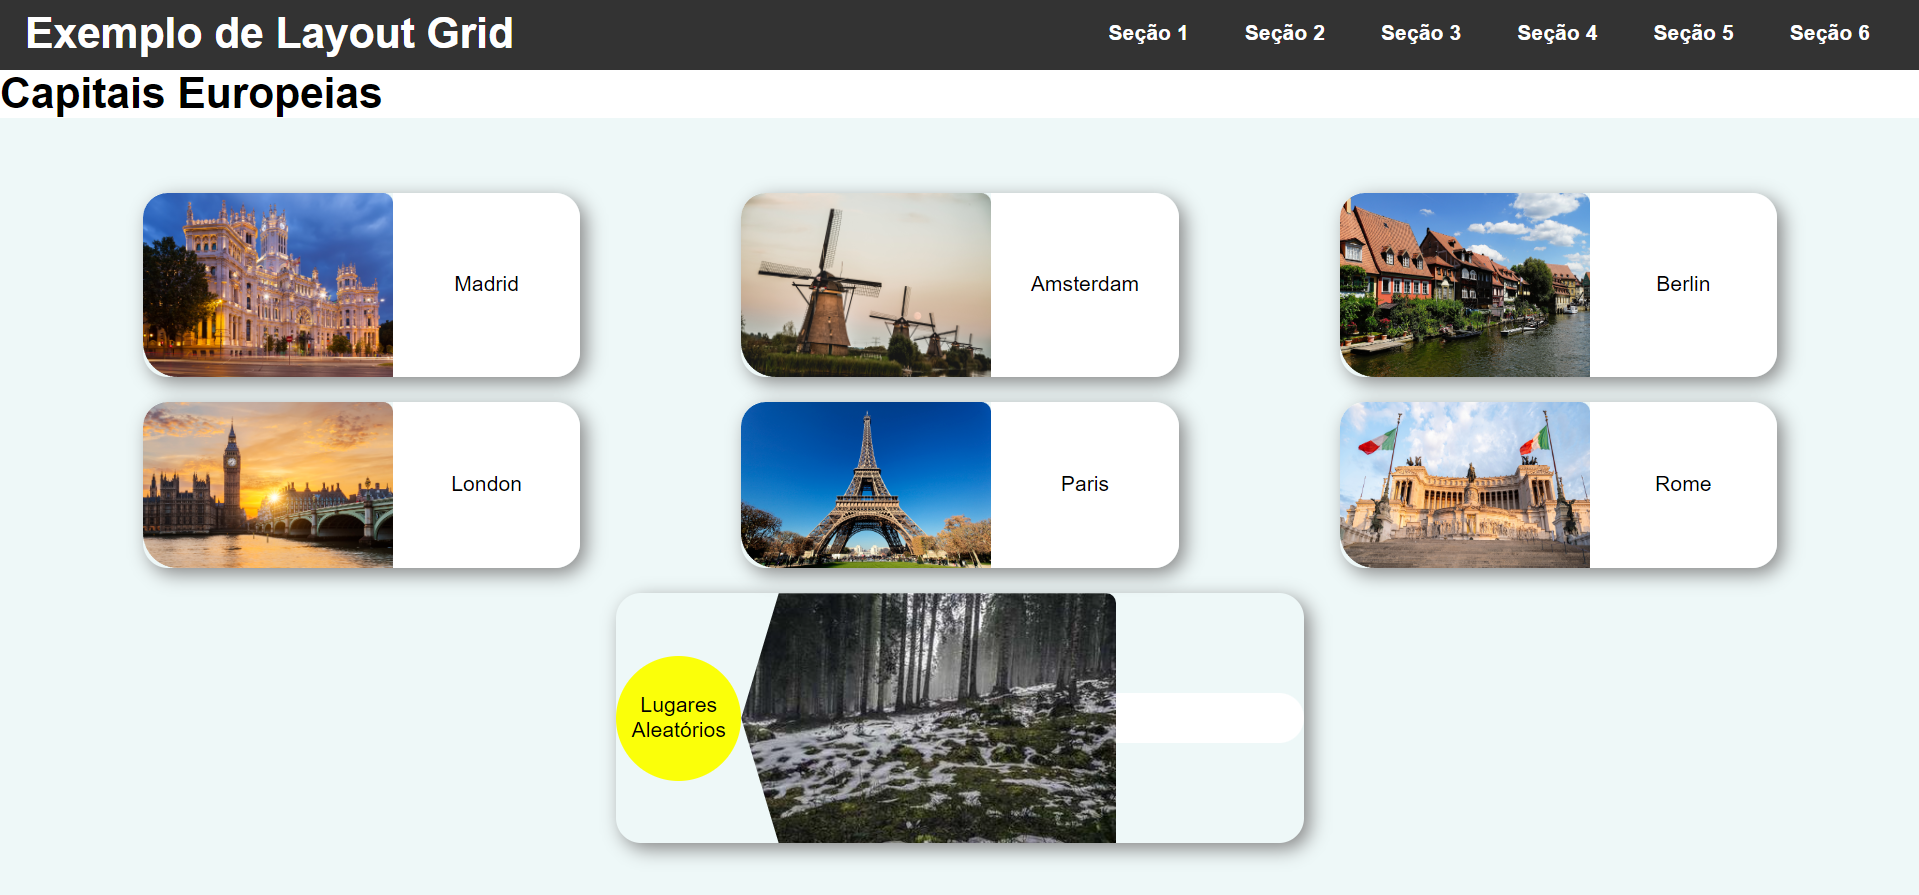 Exemplo de Layout Grid
Seção 1 Seção 2 Seção 3 Seção 4 Seção 5 Seção 6
Capitais Europeias
Madrid
Amsterdam
Berlin
London
Paris
Rome
Lugares
Aleatórios